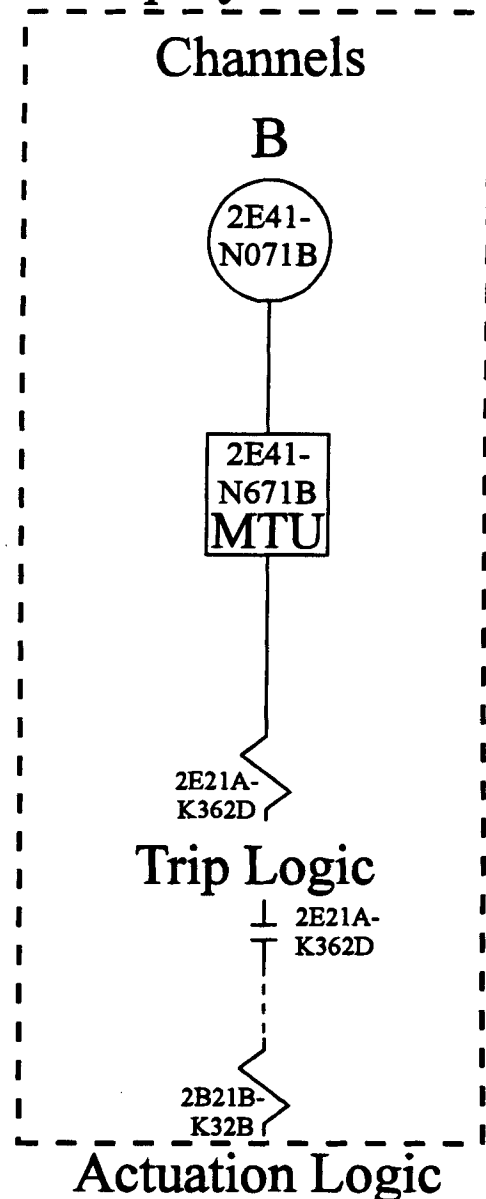 Channels
B
2E41-
N071B
2E41-
N671B
MTU
2E21A-
K362D
Trip Logic
2E21A-
K362D
2B21B-
K32B
Actuation Logic